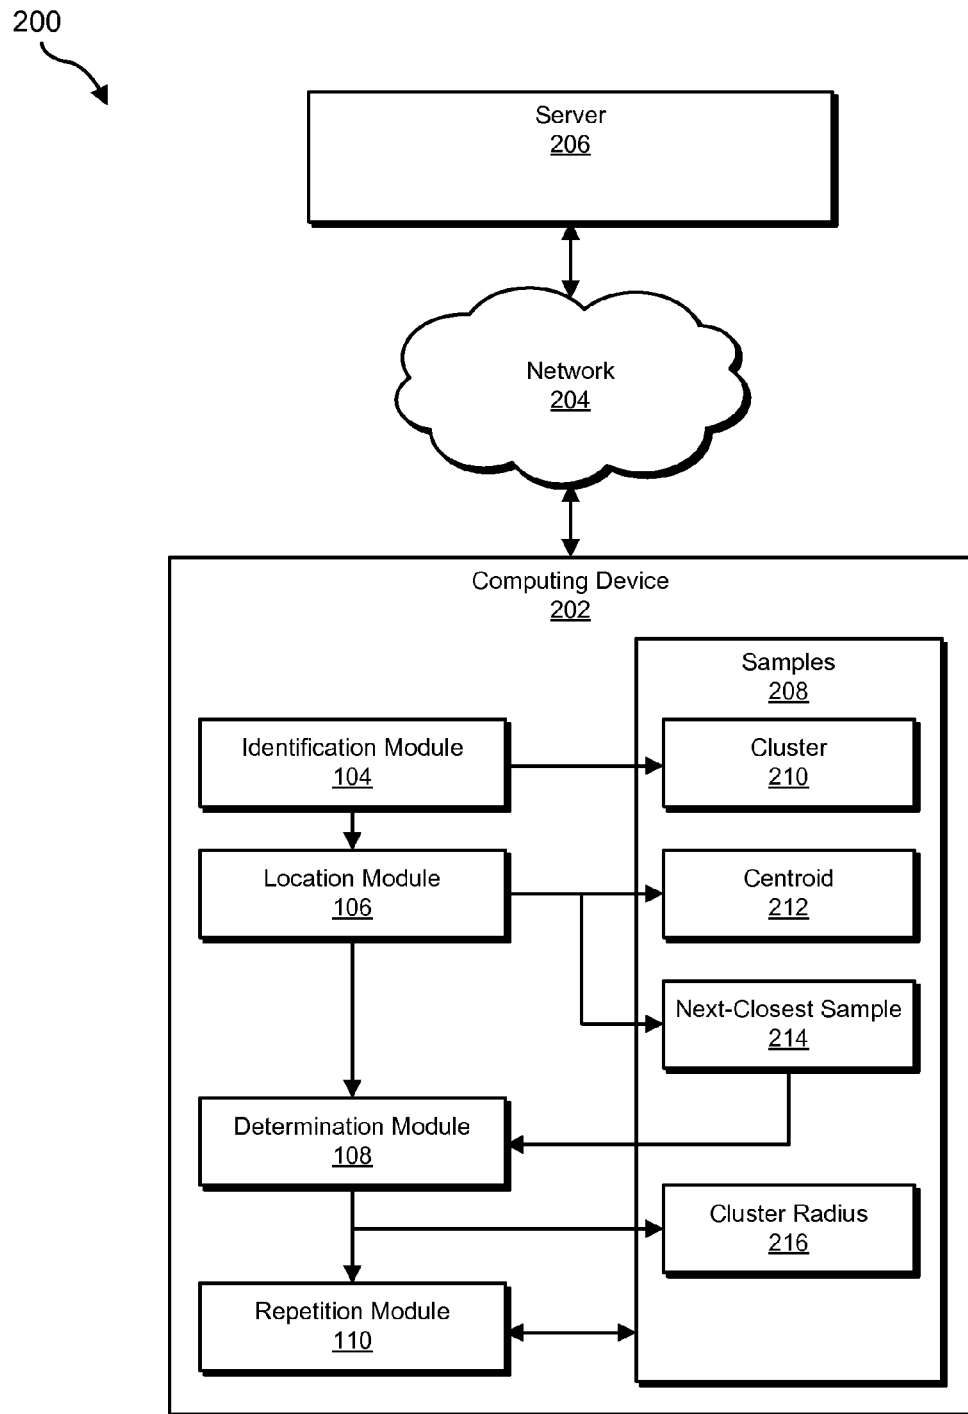 200
Server
206
Network
204
Computing Device
202
Samples
208
Identification Module
104
Cluster
210
Location Module
106
Centroid
212
Next-Closest Sample
214
Determination Module
108
Cluster Radius
216
Repetition Module
110